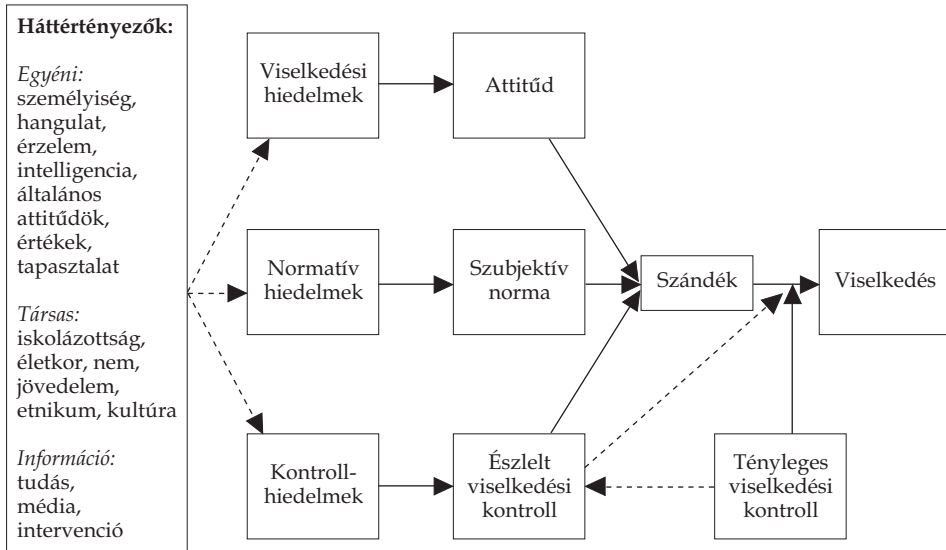 Háttértényezők:
Egyéni:
személyiség,
hangulat,
érzelem,
intelligencia,
általános
attitűdök,
értékek,
tapasztalat
Társas:
iskolázottság,
életkor, nem,
jövedelem,
etnikum, kultúra
Információ:
tudás,
média,
intervenció
Viselkedési
hiedelmek
Attitűd
Normatív
hiedelmek
Szubjektív
norma
Szándék
Viselkedés
Kontroll-
hiedelmek
Észlelt
viselkedési
kontroll
Tényleges
viselkedési
kontroll